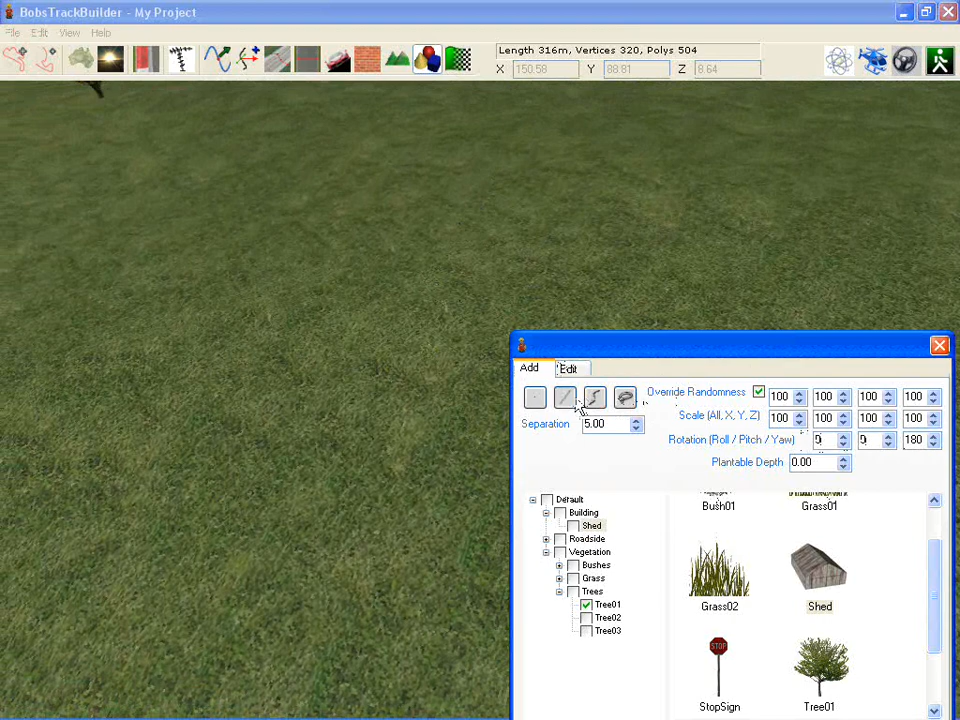 BobsTrackBuilder - My Project
File Edit View Help
Length 316m, Vertices 320, Polys 504
X 150.58 Y 88.81 Z 8.64
Add Edit
Override Randomness 100 100 100 100
Scale (All, X, Y, Z) 100 100 100 100
Separation 5.00
Rotation (Roll / Pitch / Yaw) 9 9 180
Plantable Depth 0.00
Default
Building
Shed
Roadside
Vegetation
Bushes
Grass
Trees
Tree01
Tree02
Tree03
Bush01 Grass01
Grass02 Shed
STOP
StopSign Tree01